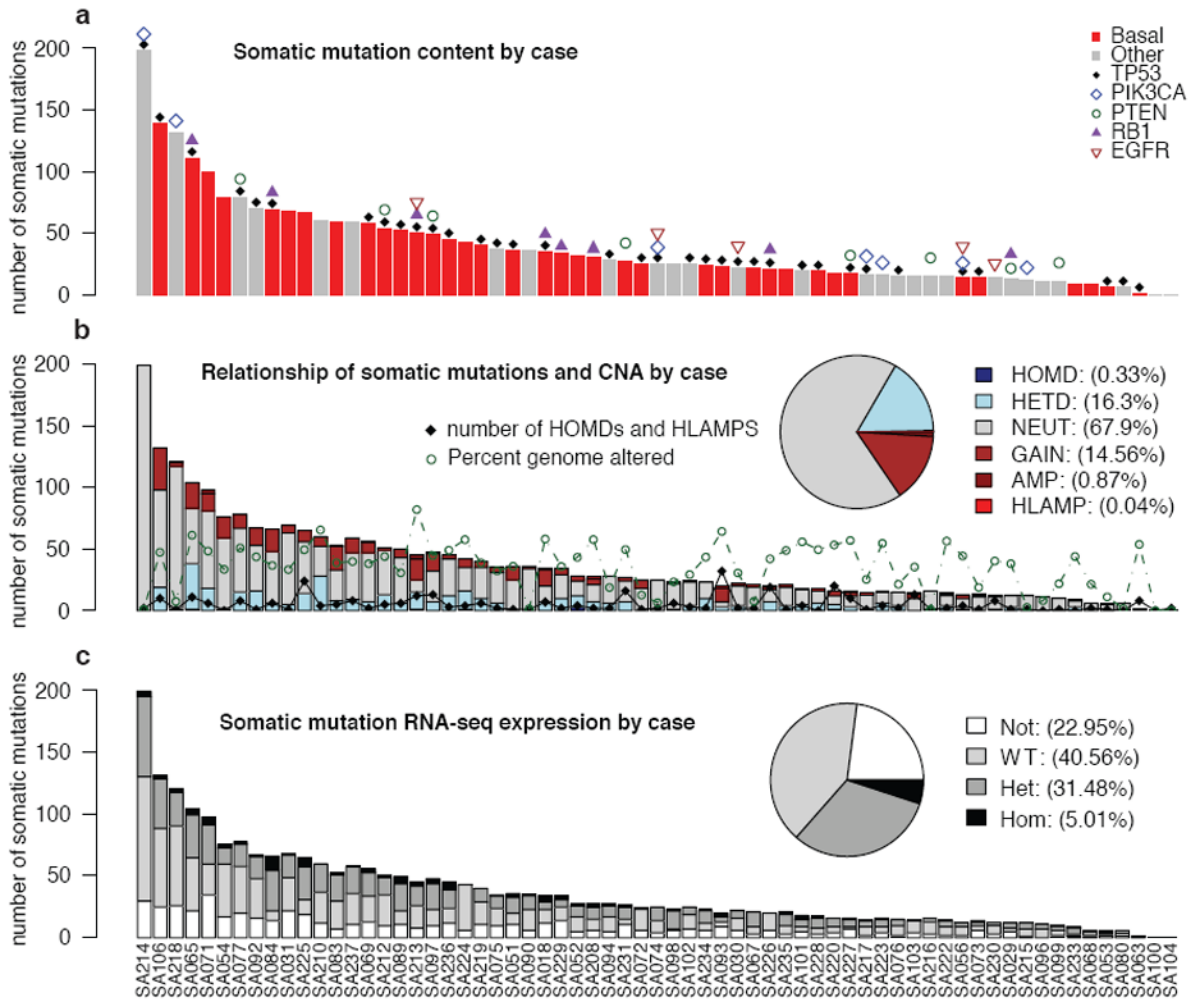 a
Somatic mutation content by case
number of somatic mutations
200
150
100
50
0
Basal
Other
TP53
PIK3CA
PTEN
RB1
EGFR
b
Relationship of somatic mutations and CNA by case
number of somatic mutations
200
150
100
50
0
number of HOMDs and HLAMPS
Percent genome altered
HOMD: (0.33%)
HETD: (16.3%)
NEUT: (67.9%)
GAIN: (14.56%)
AMP: (0.87%)
HLAMP: (0.04%)
c
Somatic mutation RNA-seq expression by case
number of somatic mutations
200
150
100
50
0
Not: (22.95%)
WT: (40.56%)
Het: (31.48%)
Hom: (5.01%)
SA214
SA106
SA218
SA065
SA071
SA054
SA077
SA092
SA084
SA031
SA225
SA210
SA083
SA237
SA069
SA212
SA089
SA213
SA097
SA236
SA224
SA219
SA075
SA051
SA090
SA018
SA029
SA052
SA208
SA094
SA231
SA072
SA074
SA098
SA102
SA234
SA093
SA030
SA067
SA226
SA235
SA101
SA228
SA220
SA227
SA217
SA223
SA076
SA103
SA216
SA222
SA056
SA073
SA230
SA029
SA215
SA096
SA099
SA233
SA068
SA053
SA080
SA063
SA100
SA104